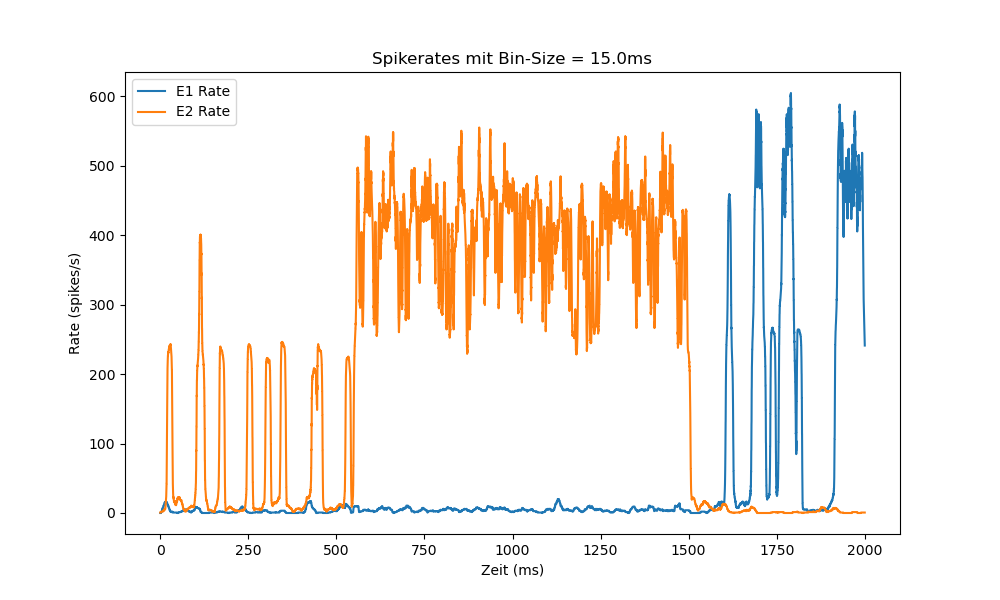 Spikerates mit Bin-Size = 15.0ms
E1 Rate
E2 Rate
Rate (spikes/s)
600
500
400
300
200
100
0
0 250 500 750 1000 1250 1500 1750 2000
Zeit (ms)